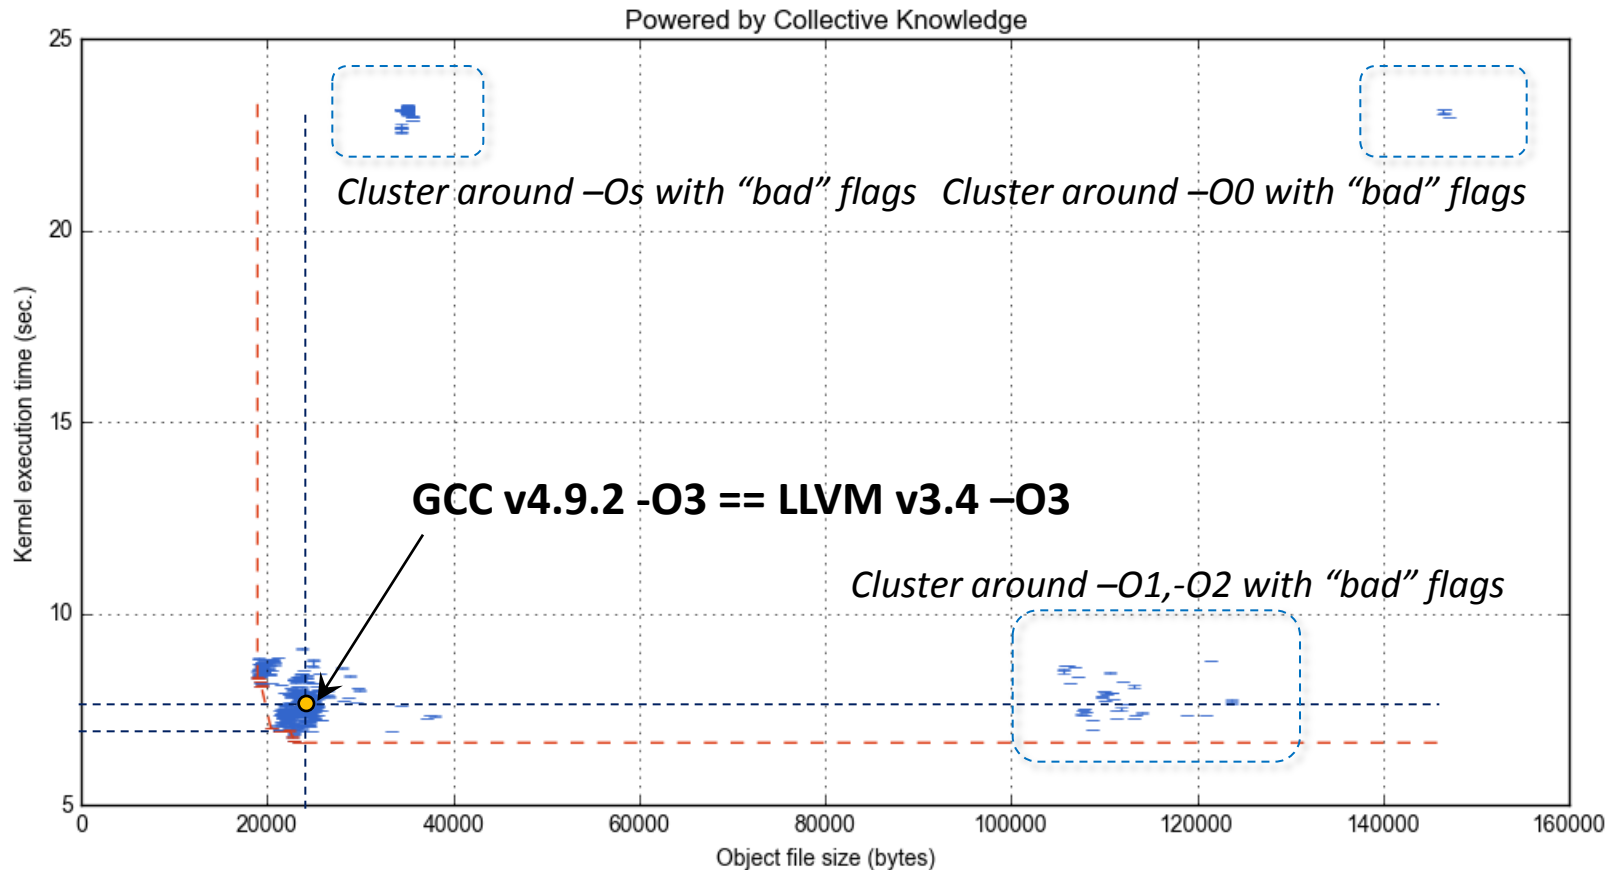 Powered by Collective Knowledge
25
Cluster around –Os with “bad” flags
Cluster around –O0 with “bad” flags
20
15
Kernel execution time (sec.)
GCC v4.9.2 -O3 == LLVM v3.4 –O3
Cluster around –O1,-O2 with “bad” flags
10
5
0
20000
40000
60000
80000
100000
120000
140000
160000
Object file size (bytes)